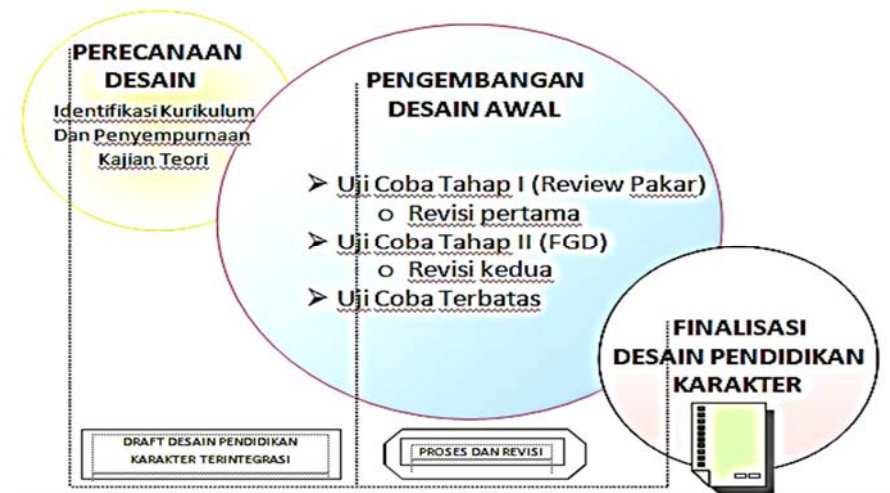 PERECANAAN
DESAIN
Identifikasi Kurikulum
Dan Penyempurnaan
Kajian Teori
PENGEMBANGAN
DESAIN AWAL
➢ Uji Coba Tahap I (Review Pakar)
o Revisi pertama
➢ Uji Coba Tahap II (FGD)
o Revisi kedua
➢ Uji Coba Terbatas
FINALISASI
DESAIN PENDIDIKAN
KARAKTER
DRAFT DESAIN PENDIDIKAN
KARAKTER TERINTEGRASI
PROSES DAN REVISI